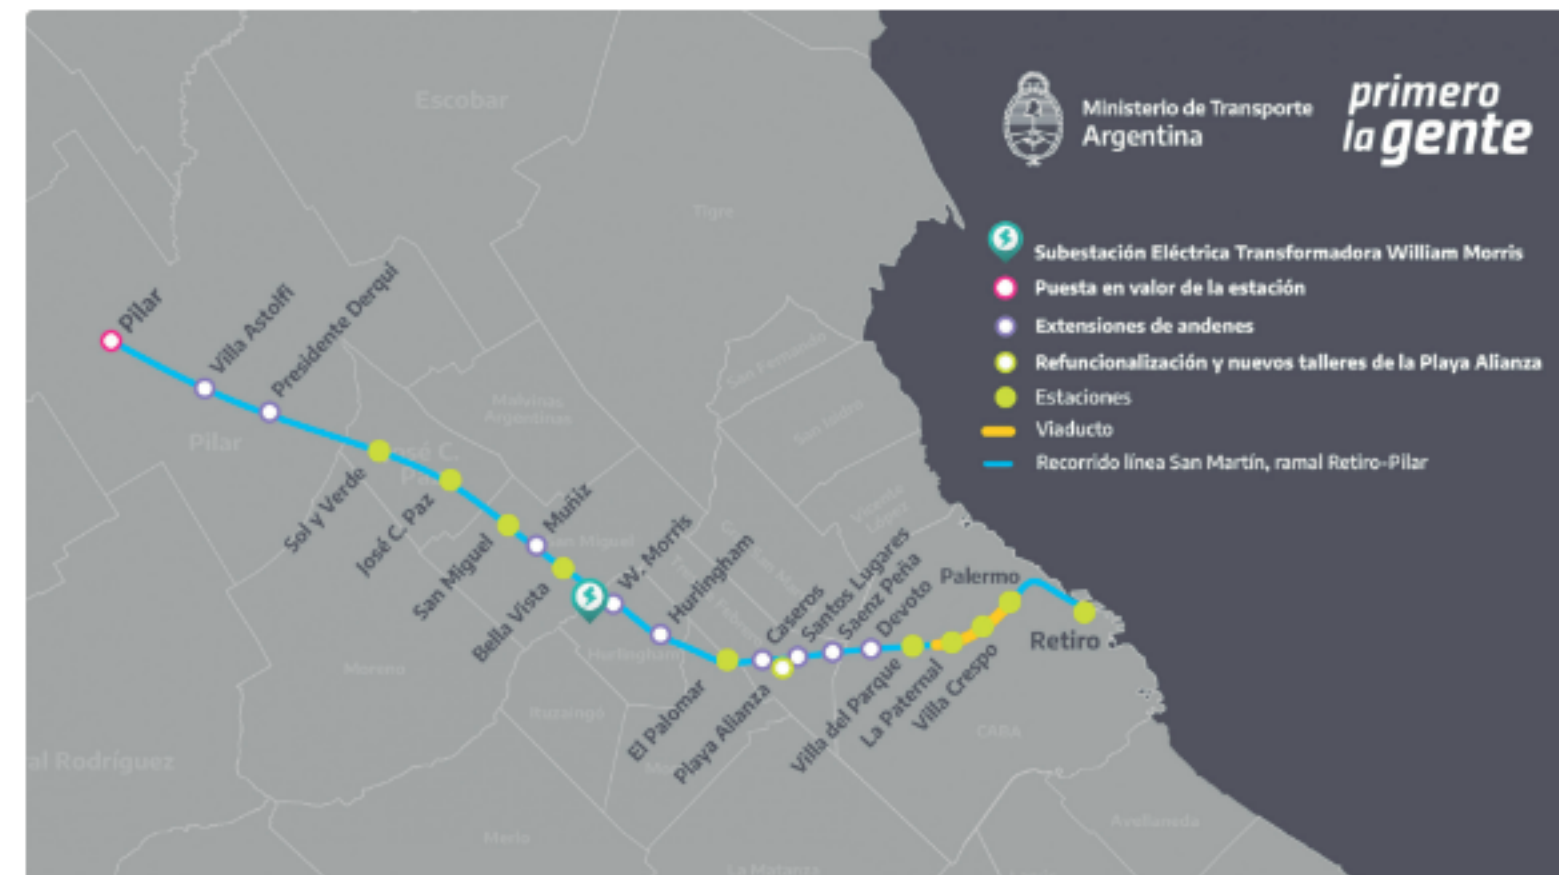 Escobar
Tigre
Ministerio de Transporte
Argentina
primero
la gente
Subestación Eléctrica Transformadora William Morris
Puesta en valor de la estación
Extensiones de andenes
Refuncionalización y nuevos talleres de la Playa Alianza
Estaciones
Viaducto
Recorrido línea San Martín, ramal Retiro-Pilar
Pilar
Villa Astolfi
Presidente Derqui
Sol y Verde
José C. Paz
San Miguel
Muñiz
Bella Vista
W. Morris
Hurlingham
El Palomar
Caseros
Playa Alianza
Santos Lugares
Saenz Peña
Devoto
Villa del Parque
La Paternal
Villa Crespo
Palermo
Retiro
San Fernando
San Isidro
Vicente
López
Malvinas
Argentinas
Pilar
José C.
San Miguel
Hurlingham
Moreno
Ituzaingó
Merlo
La Matanza
CABA
Avellaneda
al Rodríguez